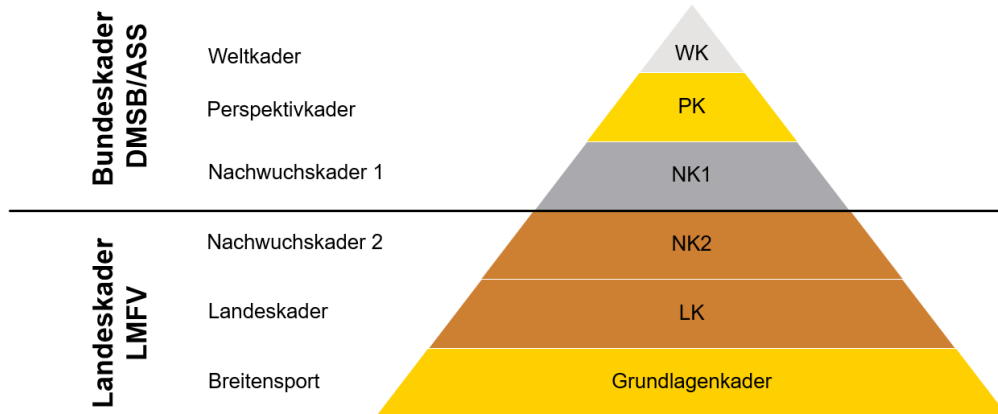 Bundeskader
DMSB/ASS
Weltkader
WK
Perspektivkader
PK
Nachwuchskader 1
NK1
Landeskader
LMFV
Nachwuchskader 2
NK2
Landeskader
LK
Breitensport
Grundlagenkader